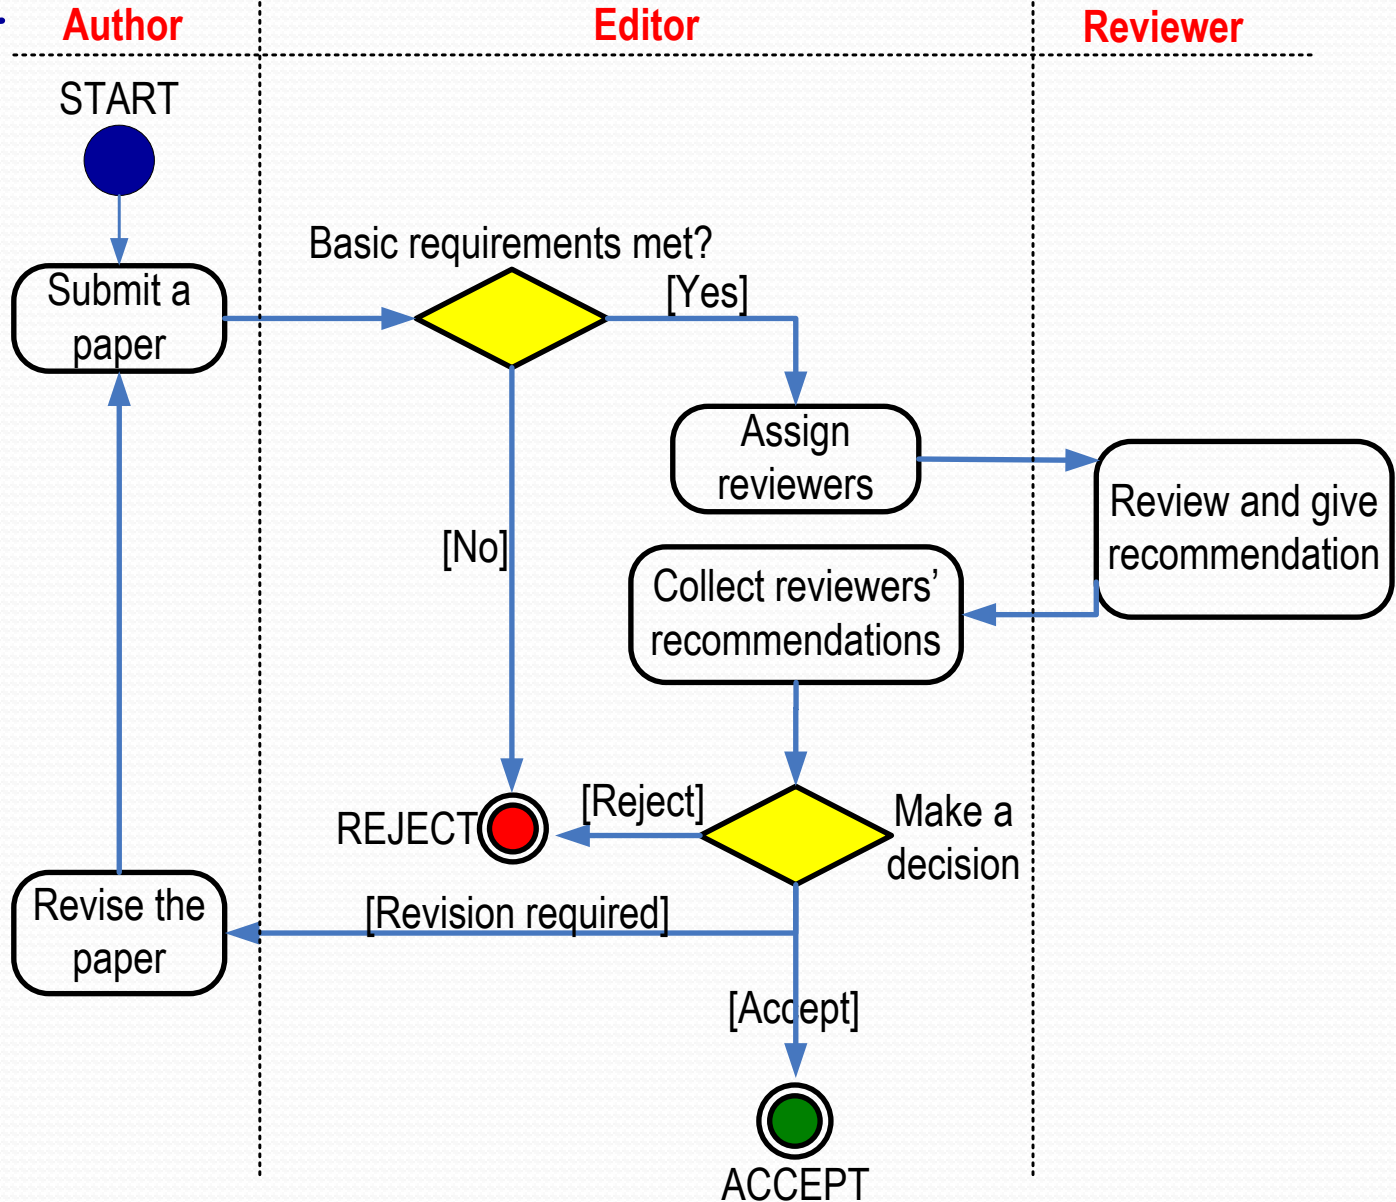 Author
Editor
Reviewer
START
Basic requirements met?
[Yes]
Submit a
paper
Assign
reviewers
Review and give
recommendation
[No]
Collect reviewers’
recommendations
[Reject]
Make a
decision
REJECT
Revise the
paper
[Revision required]
[Accept]
ACCEPT